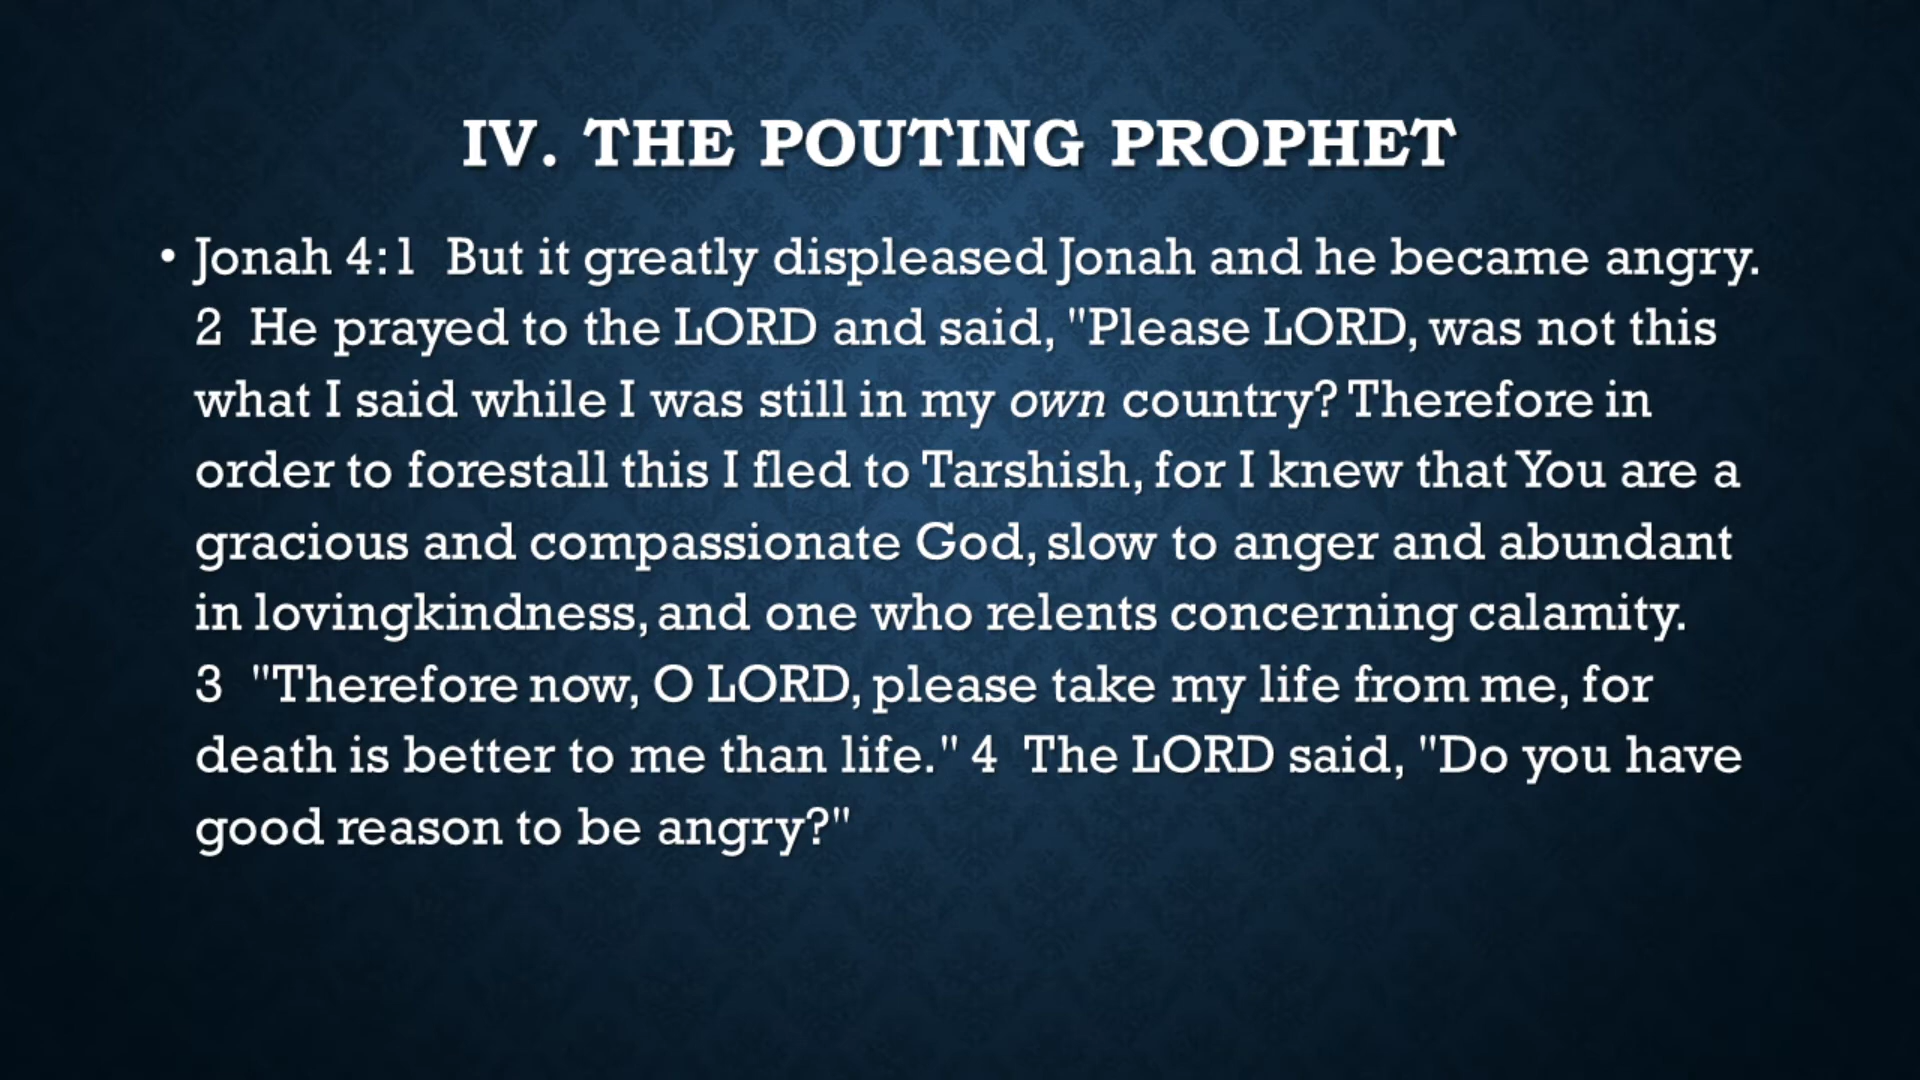 IV. THE POUTING PROPHET
• Jonah 4:1  But it greatly displeased Jonah and he became angry.
2  He prayed to the LORD and said, "Please LORD, was not this
what I said while I was still in my own country? Therefore in
order to forestall this I fled to Tarshish, for I knew that You are a
gracious and compassionate God, slow to anger and abundant
in lovingkindness, and one who relents concerning calamity.
3  "Therefore now, O LORD, please take my life from me, for
death is better to me than life." 4  The LORD said, "Do you have
good reason to be angry?"